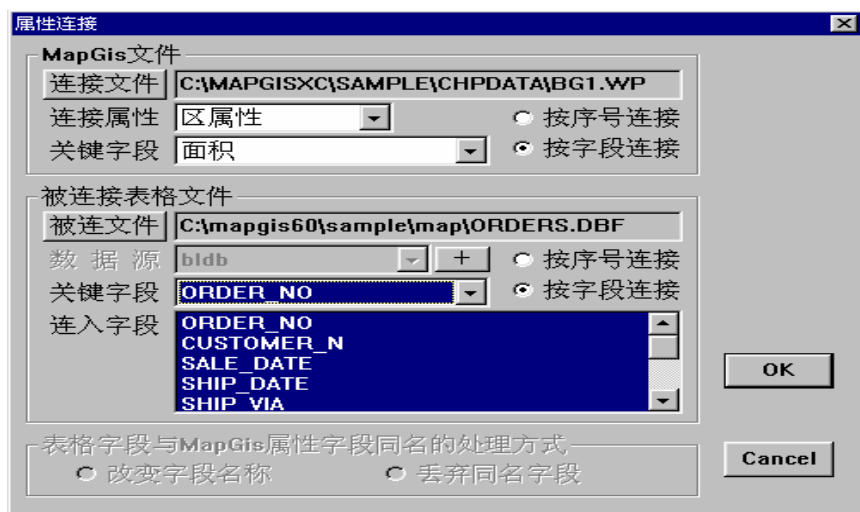 属性连接
MapGis文件
连接文件 C:\MAPGISXC\SAMPLE\CHPDATA\BG1.WP
连接属性 区属性 按序号连接
关键字段 面积 按字段连接
被连接表格文件
被连文件 C:\mapgis60\sample\map\ORDERS.DBF
数据源 bldb + 按序号连接
关键字段 ORDER_NO 按字段连接
连入字段 ORDER_NO
CUSTOMER_N
SALE_DATE
SHIP_DATE
SHIP_VIA
OK
表格字段与MapGis属性字段同名的处理方式
改变字段名称 丢弃同名字段
Cancel